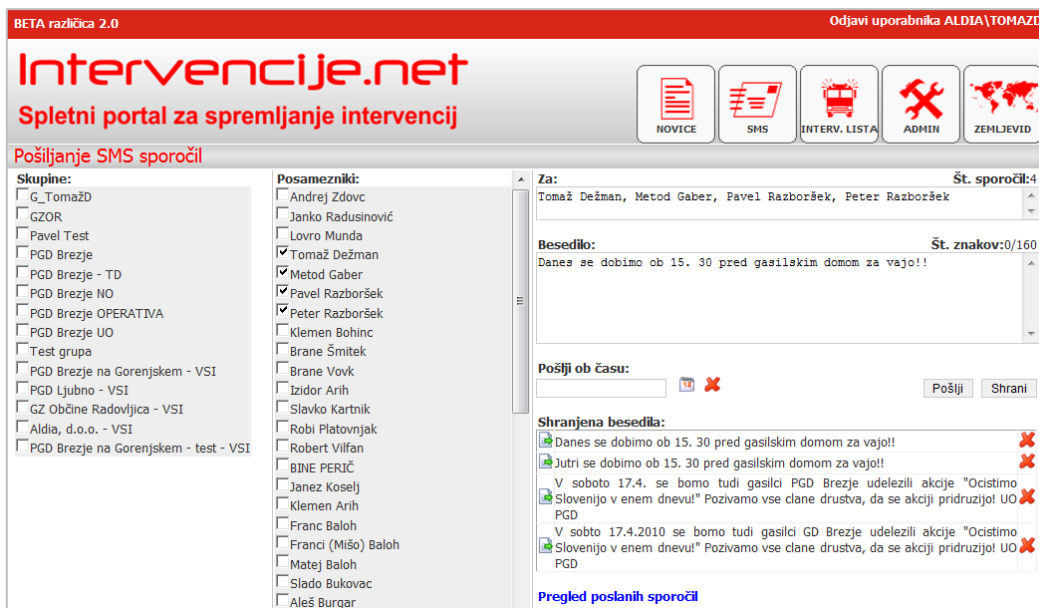 BETA različica 2.0
Odjavi uporabnika ALDIA\TOMAZD
Intervencije.net
Spletni portal za spremljanje intervencij
NOVICE
SMS
INTERV. LISTA
ADMIN
ZEMLJEVID
Pošiljanje SMS sporočil
Skupine:
G_TomažD
GZOR
Pavel Test
PGD Brezje
PGD Brezje - TD
PGD Brezje NO
PGD Brezje OPERATIVA
PGD Brezje UO
Test grupa
PGD Brezje na Gorenjskem - VSI
PGD Ljubno - VSI
GZ Občine Radovljica - VSI
Aldia, d.o.o. - VSI
PGD Brezje na Gorenjskem - test - VSI
Posamezniki:
Andrej Zdovc
Janko Radusinović
Lovro Munda
Tomaž Dežman
Metod Gaber
Pavel Razboršek
Peter Razboršek
Klemen Bohinc
Brane Šmitek
Brane Vovk
Izidor Arih
Slavko Kartnik
Robi Platovnjak
Robert Vilfan
BINE PERIČ
Janez Koselj
Klemen Arih
Franc Baloh
Franci (Mišo) Baloh
Matej Baloh
Slado Bukovac
Aleš Burgar
Za:
Št. sporočil:4
Tomaž Dežman, Metod Gaber, Pavel Razboršek, Peter Razboršek
Besedilo:
Št. znakov:0/160
Danes se dobimo ob 15. 30 pred gasilskim domom za vajo!!
Pošlji ob času:
12
Pošlji
Shrani
Shranjena besedila:
Danes se dobimo ob 15. 30 pred gasilskim domom za vajo!!
Jutri se dobimo ob 15. 30 pred gasilskim domom za vajo!!
V soboto 17.4. se bomo tudi gasilci PGD Brezje udelezili akcije "Ocistimo
Slovenijo v enem dnevu!" Pozivamo vse clane drustva, da se akciji pridruzijo! UO
PGD
V sobto 17.4.2010 se bomo tudi gasilci GD Brezje udelezili akcije "Ocistimo
Slovenijo v enem dnevu!" Pozivamo vse clane drustva, da se akciji pridruzijo! UO
PGD
Pregled poslanih sporočil